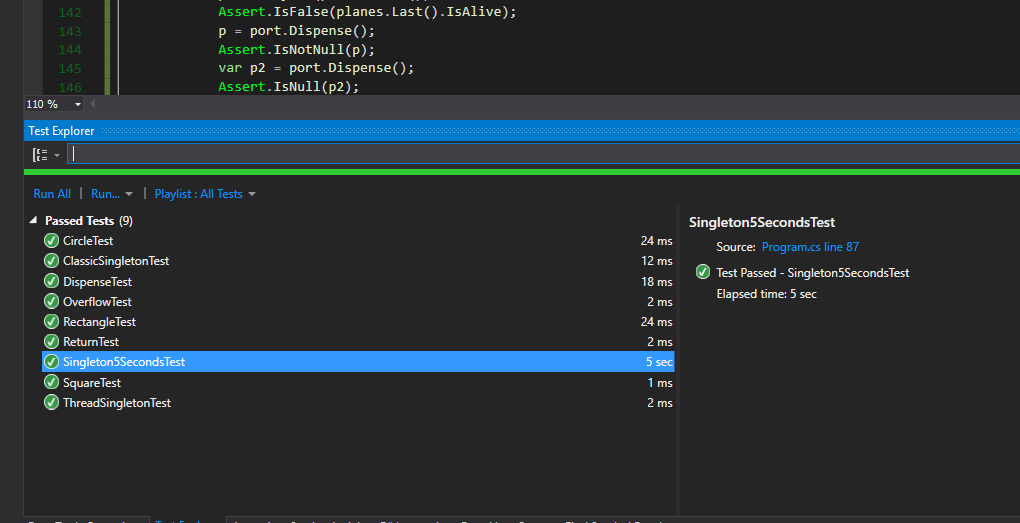 142 Assert.IsFalse(planes.Last().IsAlive);
143 p = port.Dispense();
144 Assert.IsNotNull(p);
145 var p2 = port.Dispense();
146 Assert.IsNull(p2);
110 %
Test Explorer
Run All | Run... | Playlist : All Tests
Passed Tests (9)
CircleTest 24 ms
ClassicSingletonTest 12 ms
DispenseTest 18 ms
OverflowTest 2 ms
RectangleTest 24 ms
ReturnTest 2 ms
Singleton5SecondsTest 5 sec
SquareTest 1 ms
ThreadSingletonTest 2 ms
Singleton5SecondsTest
Source: Program.cs line 87
Test Passed - Singleton5SecondsTest
Elapsed time: 5 sec